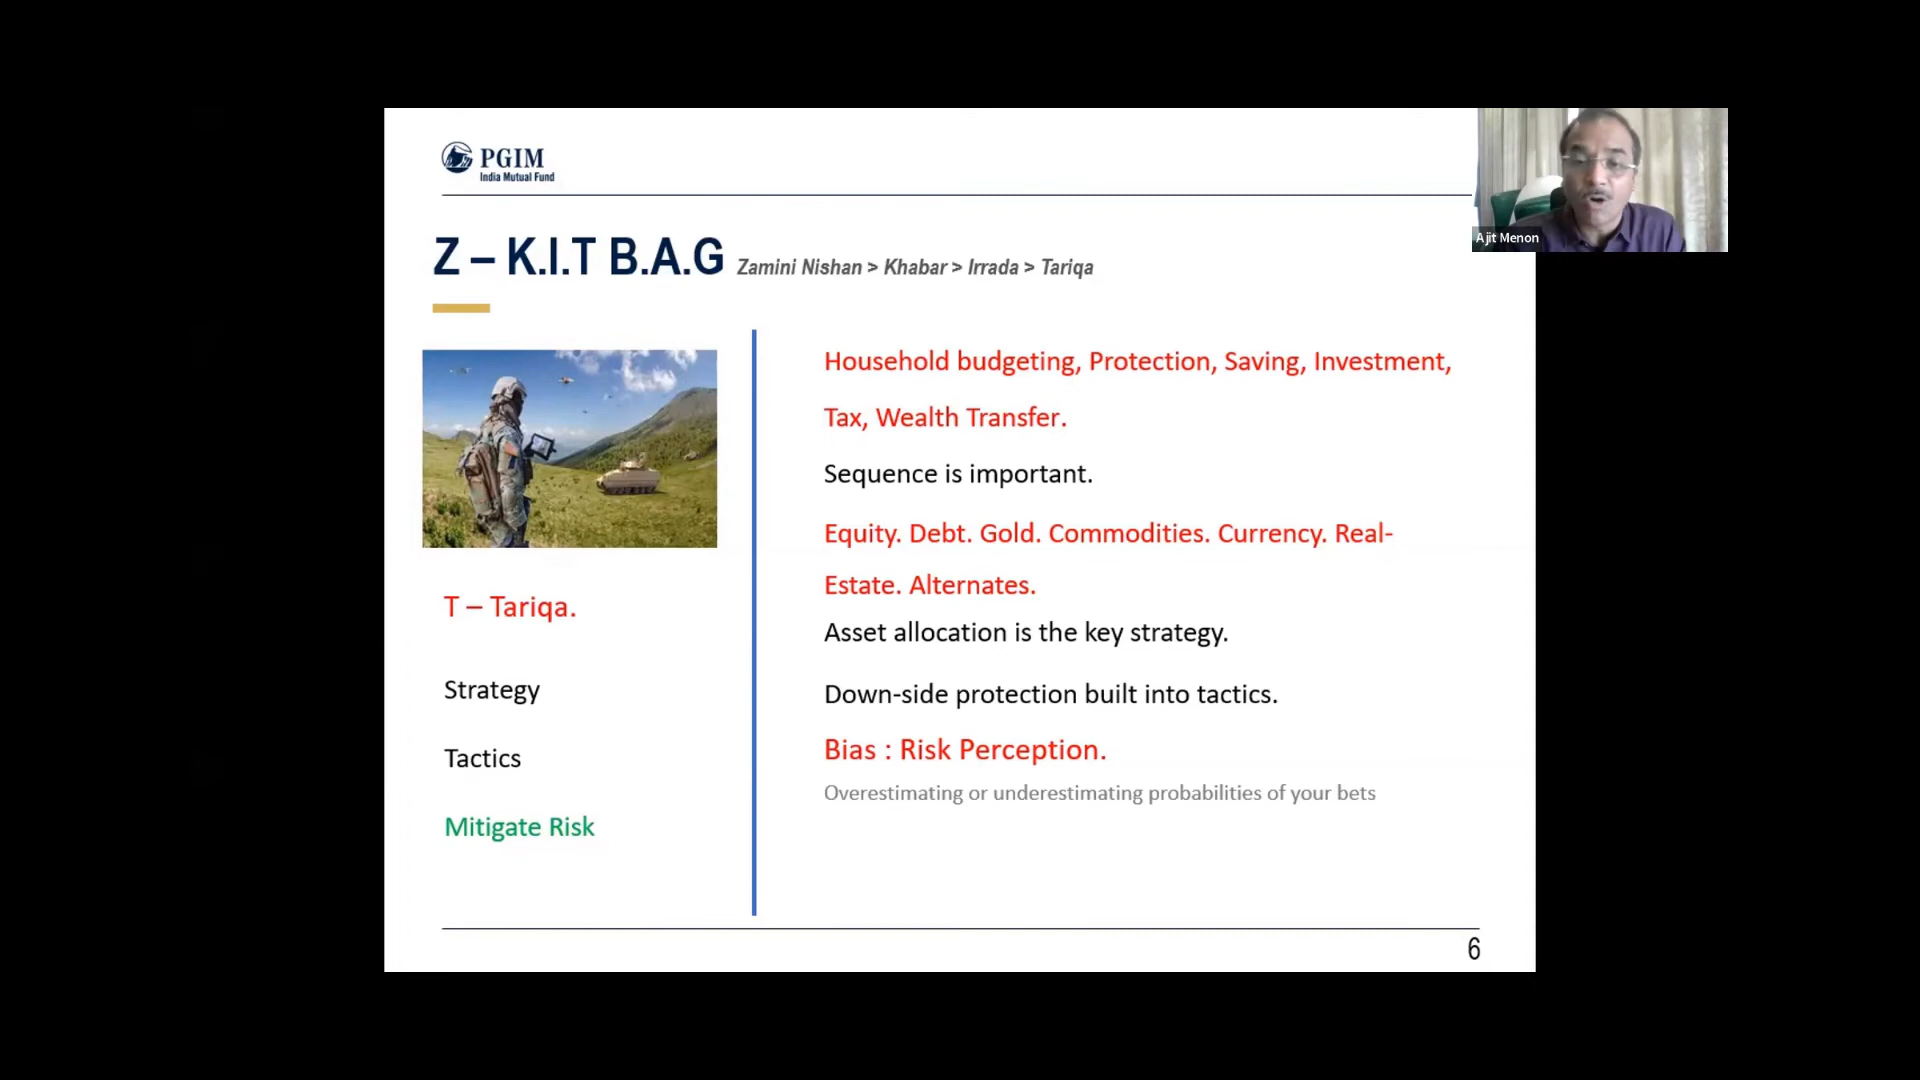 PGIM
India Mutual Fund
Ajit Menon
Z – K.I.T B.A.G Zamini Nishan > Khabar > Irrada > Tariqa
T – Tariqa.
Strategy
Tactics
Mitigate Risk
Household budgeting, Protection, Saving, Investment,
Tax, Wealth Transfer.
Sequence is important.
Equity. Debt. Gold. Commodities. Currency. Real-
Estate. Alternates.
Asset allocation is the key strategy.
Down-side protection built into tactics.
Bias : Risk Perception.
Overestimating or underestimating probabilities of your bets
6